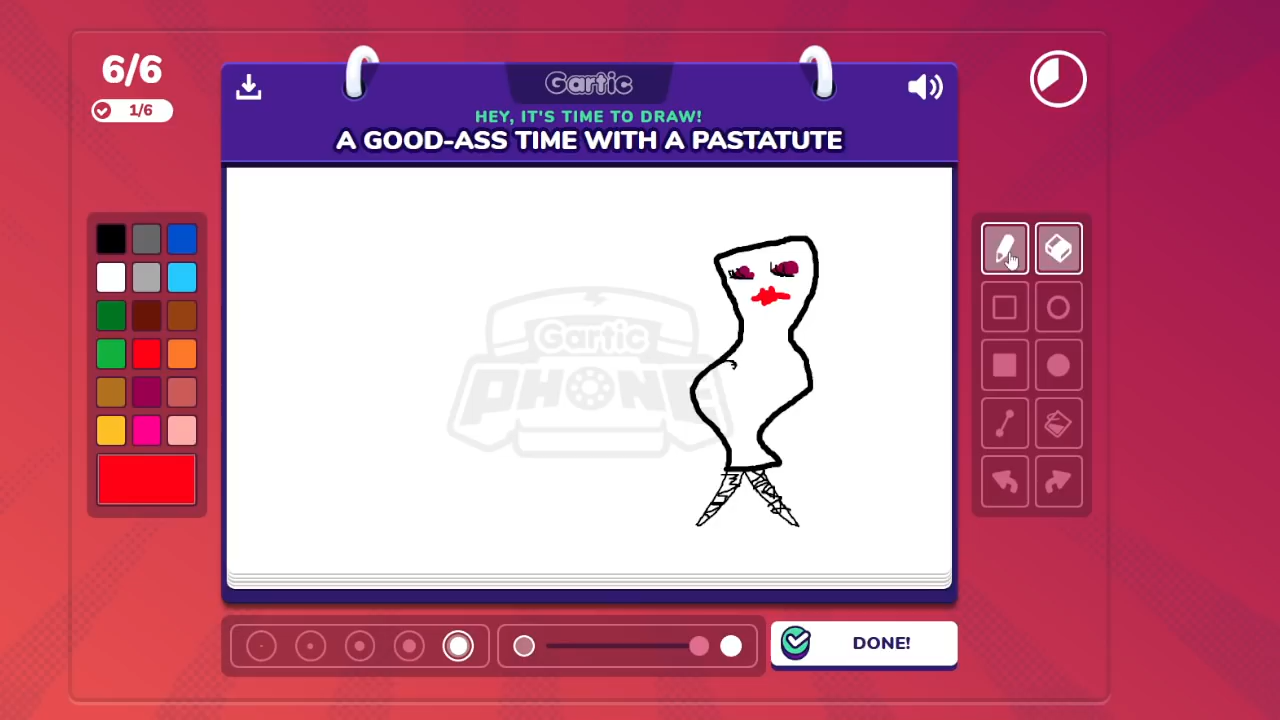 6/6
1/6
Gartic
HEY, IT'S TIME TO DRAW!
A GOOD-ASS TIME WITH A PASTATUTE
Gartic
PHONE
DONE!